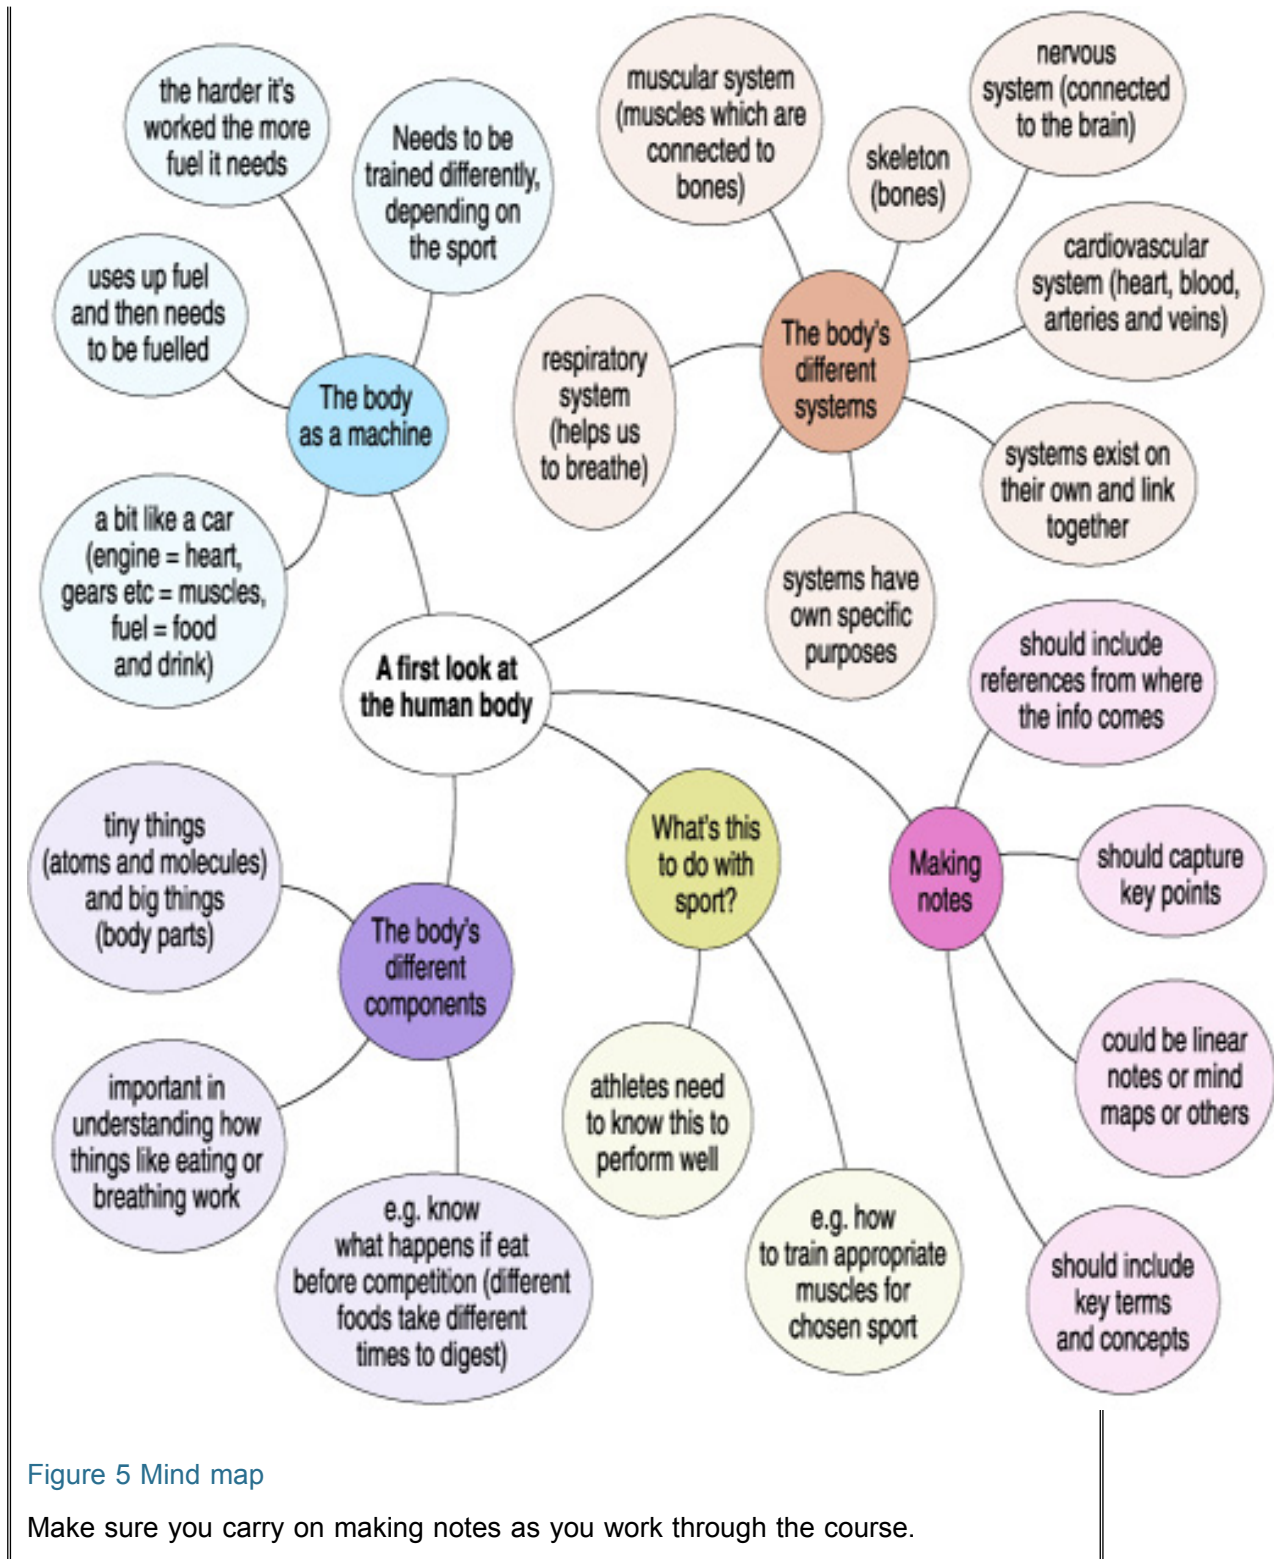 the harder it's
worked the more
fuel it needs
Needs to be
trained differently,
depending on
the sport
uses up fuel
and then needs
to be fuelled
The body
as a machine
a bit like a car
(engine = heart,
gears etc = muscles,
fuel = food
and drink)
muscular system
(muscles which are
connected to
bones)
skeleton
(bones)
nervous
system (connected
to the brain)
cardiovascular
system (heart, blood,
arteries and veins)
respiratory
system
(helps us
to breathe)
The body's
different
systems
systems exist on
their own and link
together
systems have
own specific
purposes
A first look at
the human body
should include
references from where
the info comes
should capture
key points
Making
notes
could be linear
notes or mind
maps or others
should include
key terms
and concepts
What's this
to do with
sport?
athletes need
to know this to
perform well
e.g. how
to train appropriate
muscles for
chosen sport
tiny things
(atoms and molecules)
and big things
(body parts)
The body's
different
components
important in
understanding how
things like eating or
breathing work
e.g. know
what happens if eat
before competition (different
foods take different
times to digest)
Figure 5 Mind map
Make sure you carry on making notes as you work through the course.